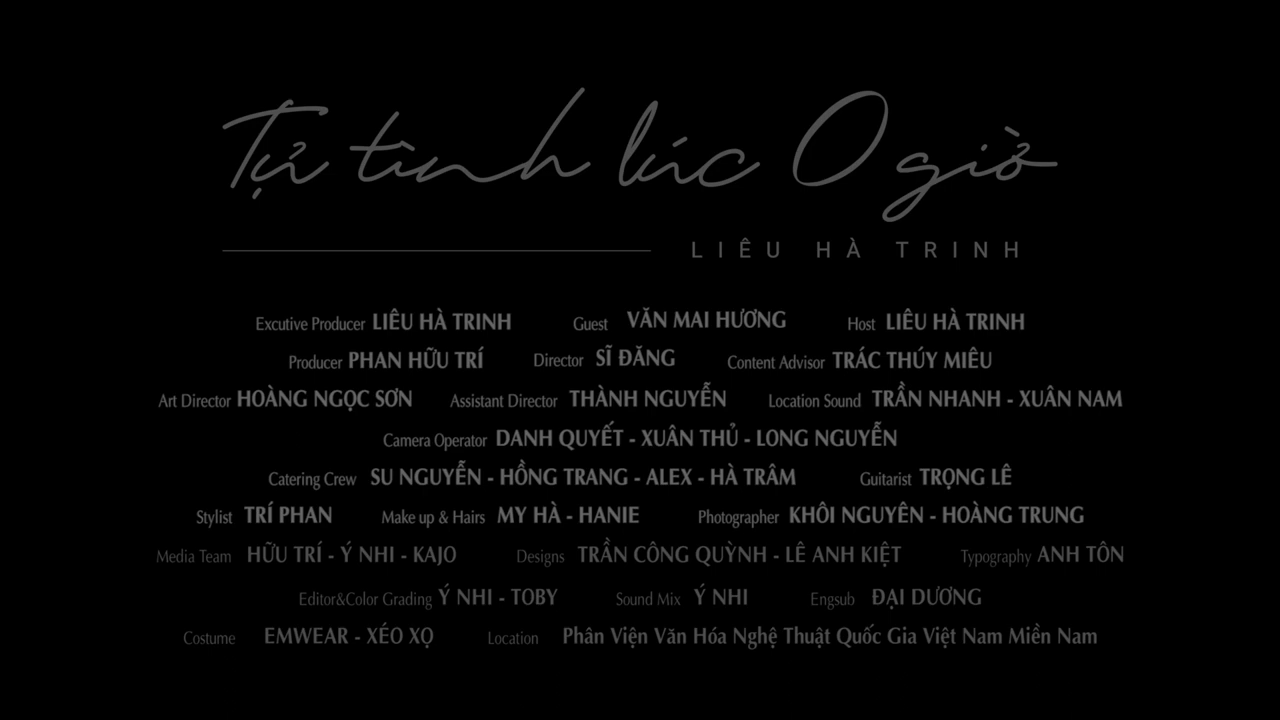 Tự tình lúc 0 giờ
LIÊU HÀ TRINH
Excutive Producer LIÊU HÀ TRINH Guest VĂN MAI HƯƠNG Host LIÊU HÀ TRINH
Producer PHAN HỮU TRÍ Director SĨ ĐĂNG Content Advisor TRÁC THÚY MIÊU
Art Director HOÀNG NGỌC SƠN Assistant Director THÀNH NGUYỄN Location Sound TRẦN NHANH - XUÂN NAM
Camera Operator DANH QUYẾT - XUÂN THỦ - LONG NGUYỄN
Catering Crew SU NGUYỄN - HỒNG TRANG - ALEX - HÀ TRÂM Guitarist TRỌNG LÊ
Stylist TRÍ PHAN Make up & Hairs MY HÀ - HANIE Photographer KHÔI NGUYÊN - HOÀNG TRUNG
Media Team HỮU TRÍ - Ý NHI - KAJO Designs TRẦN CÔNG QUỲNH - LÊ ANH KIỆT Typography ANH TÔN
Editor&Color Grading Ý NHI - TOBY Sound Mix Ý NHI Engsub ĐẠI DƯƠNG
Costume EMWEAR - XÉO XỌ Location Phân Viện Văn Hóa Nghệ Thuật Quốc Gia Việt Nam Miền Nam